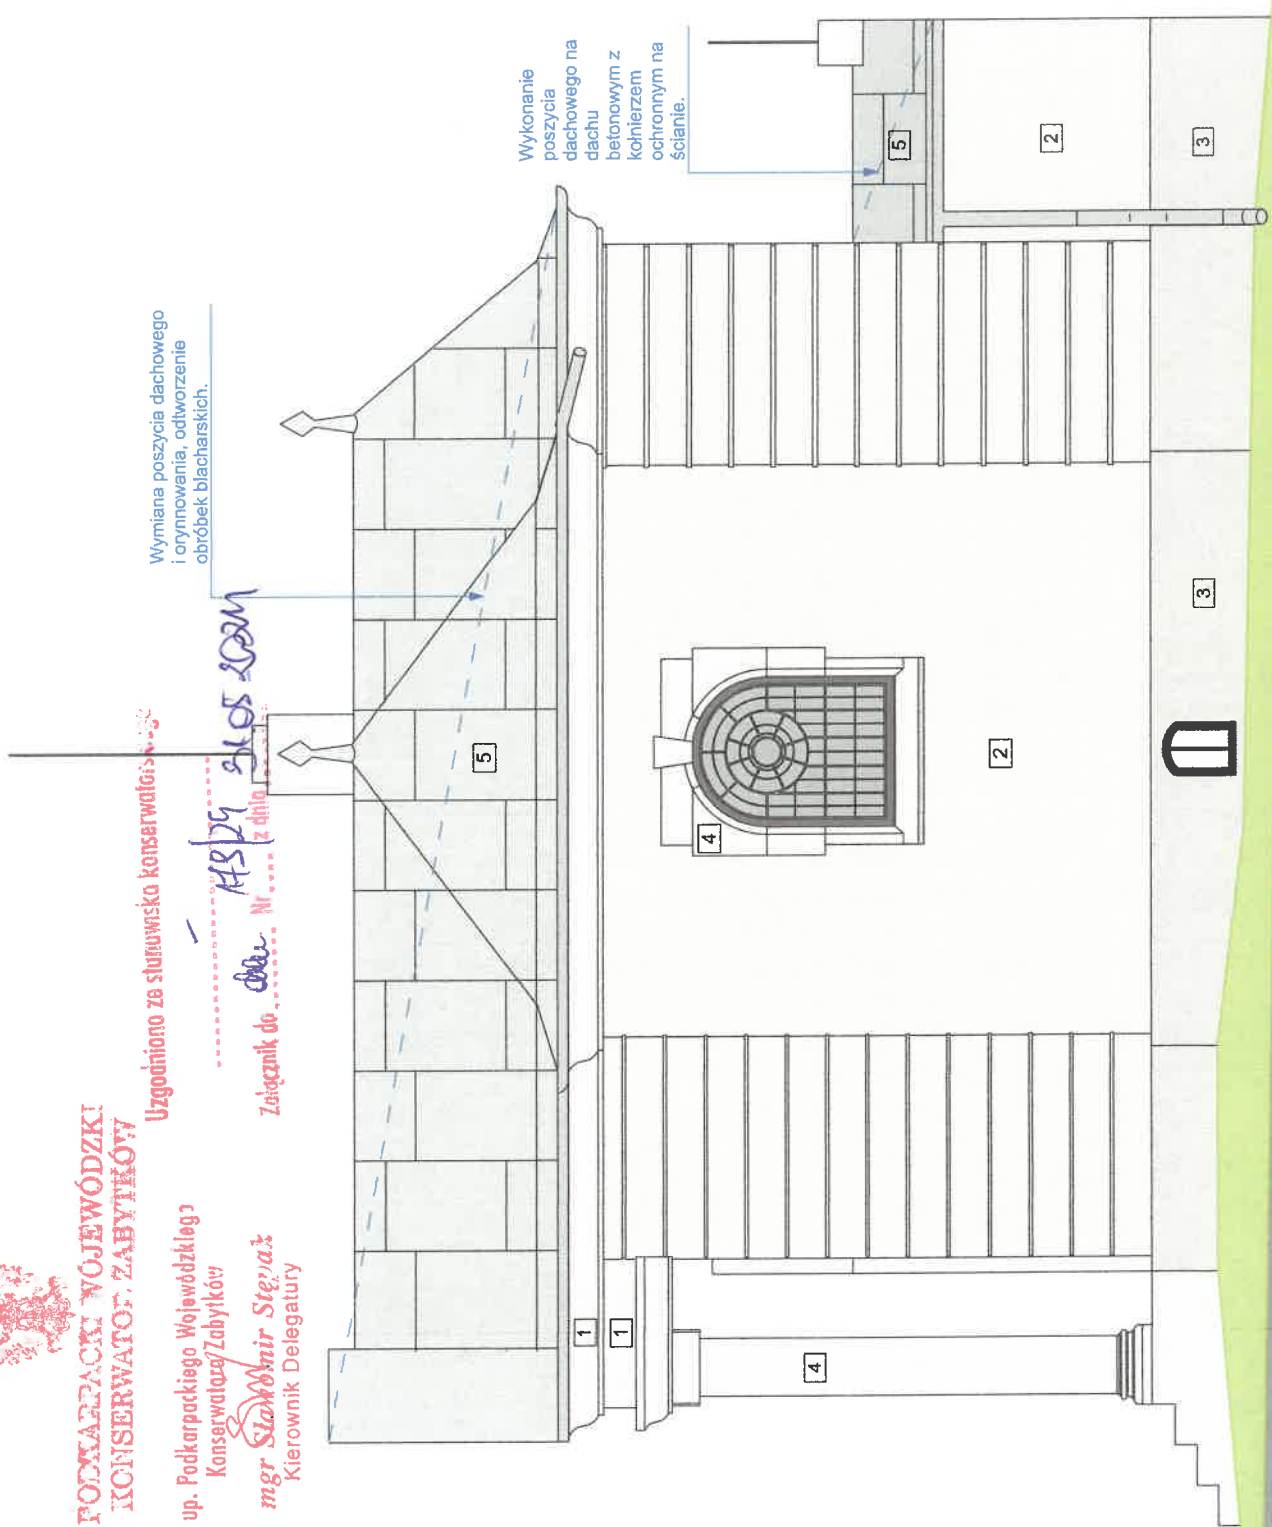 PODKARPACKI WOJEWÓDZKI
KONSERWATOR ZABYTKÓW
Uzgodniono ze stanowiska konserwatorskiego
up. Podkarpackiego Wojewódzkiego
Konserwatora Zabytków
mgr Sławomir Stępak
Kierownik Delegatury
Załącznik do Nr 173/24 z dnia 31 05 2024
Wymiana poszycia dachowego
i orynnowania, odtworzenie
obróbek blacharskich.
Wykonanie
poszycia
dachowego na
dachu
betonowym z
kołnierzem
ochronnym na
ścianie.
5
5
1
1
4
4
2
2
3
3